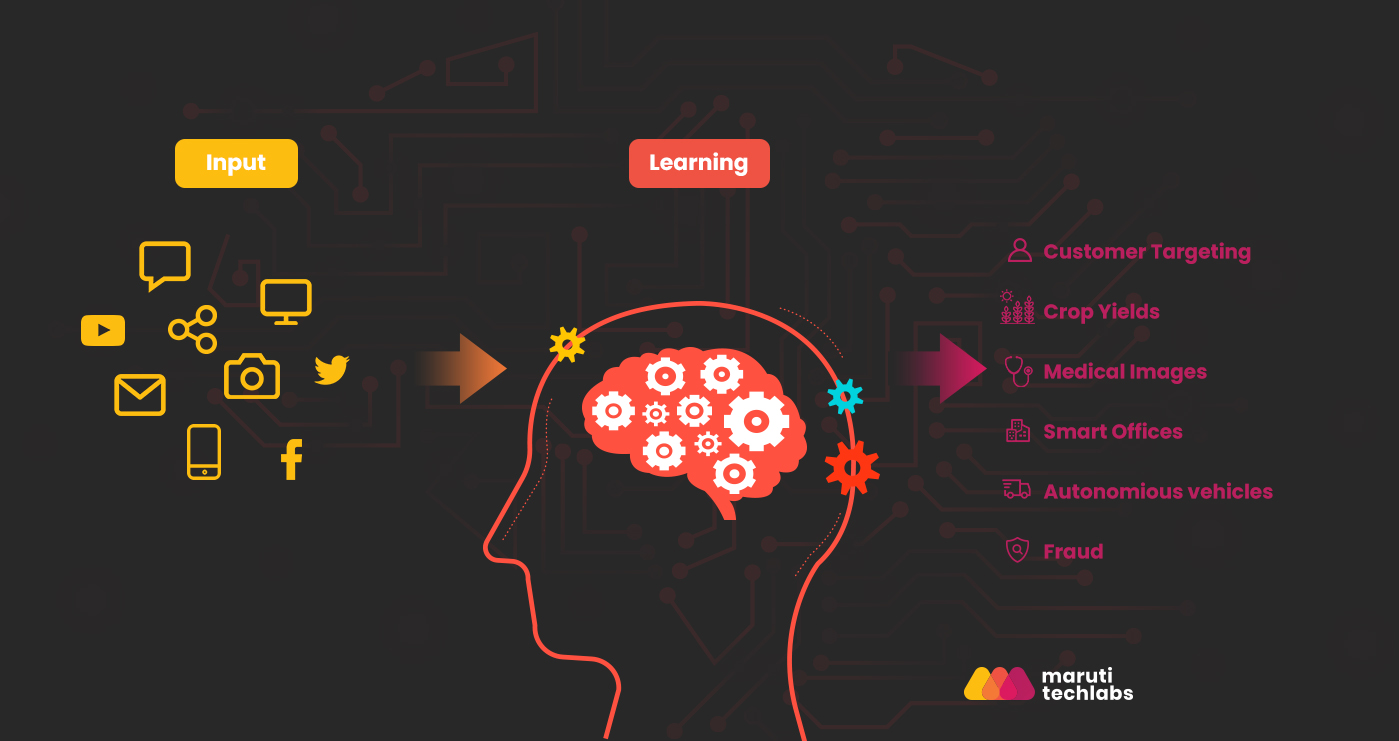 Input
Learning
Customer Targeting
Crop Yields
Medical Images
Smart Offices
Autonomious vehicles
Fraud
maruti
techlabs